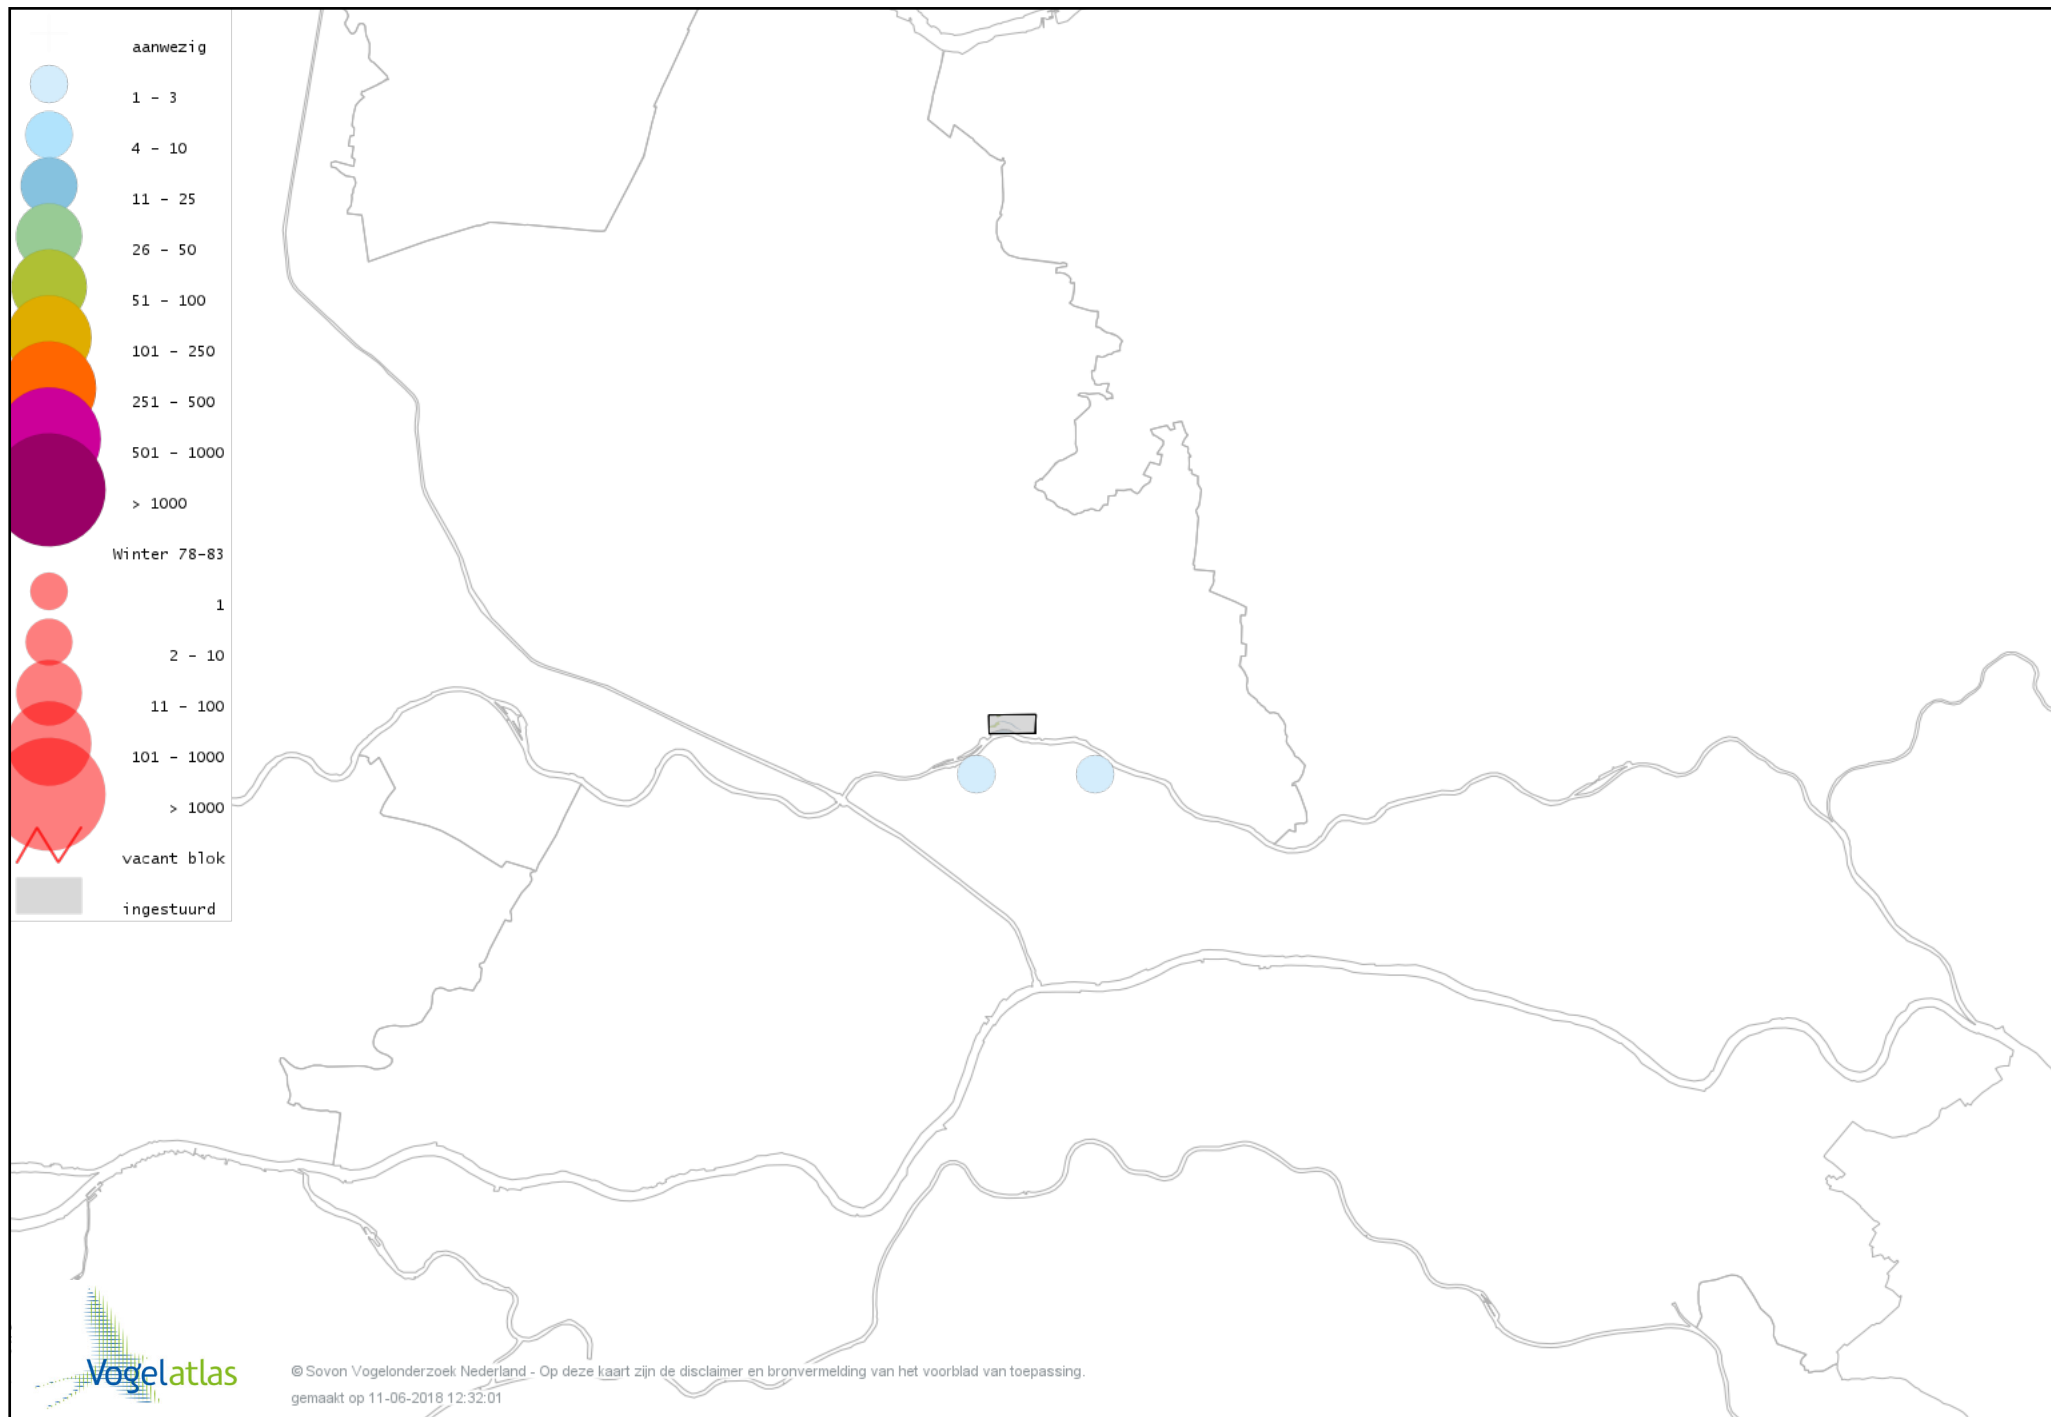 aanwezig
1 - 3
4 - 10
11 - 25
26 - 50
51 - 100
101 - 250
251 - 500
501 - 1000
> 1000
Winter 78-83
1
2 - 10
11 - 100
101 - 1000
> 1000
vacant blok
ingestuurd
Vogelatlas
© Sovon Vogelonderzoek Nederland - Op deze kaart zijn de disclaimer en bronvermelding van het voorblad van toepassing.
gemaakt op 11-06-2018 12:32:01